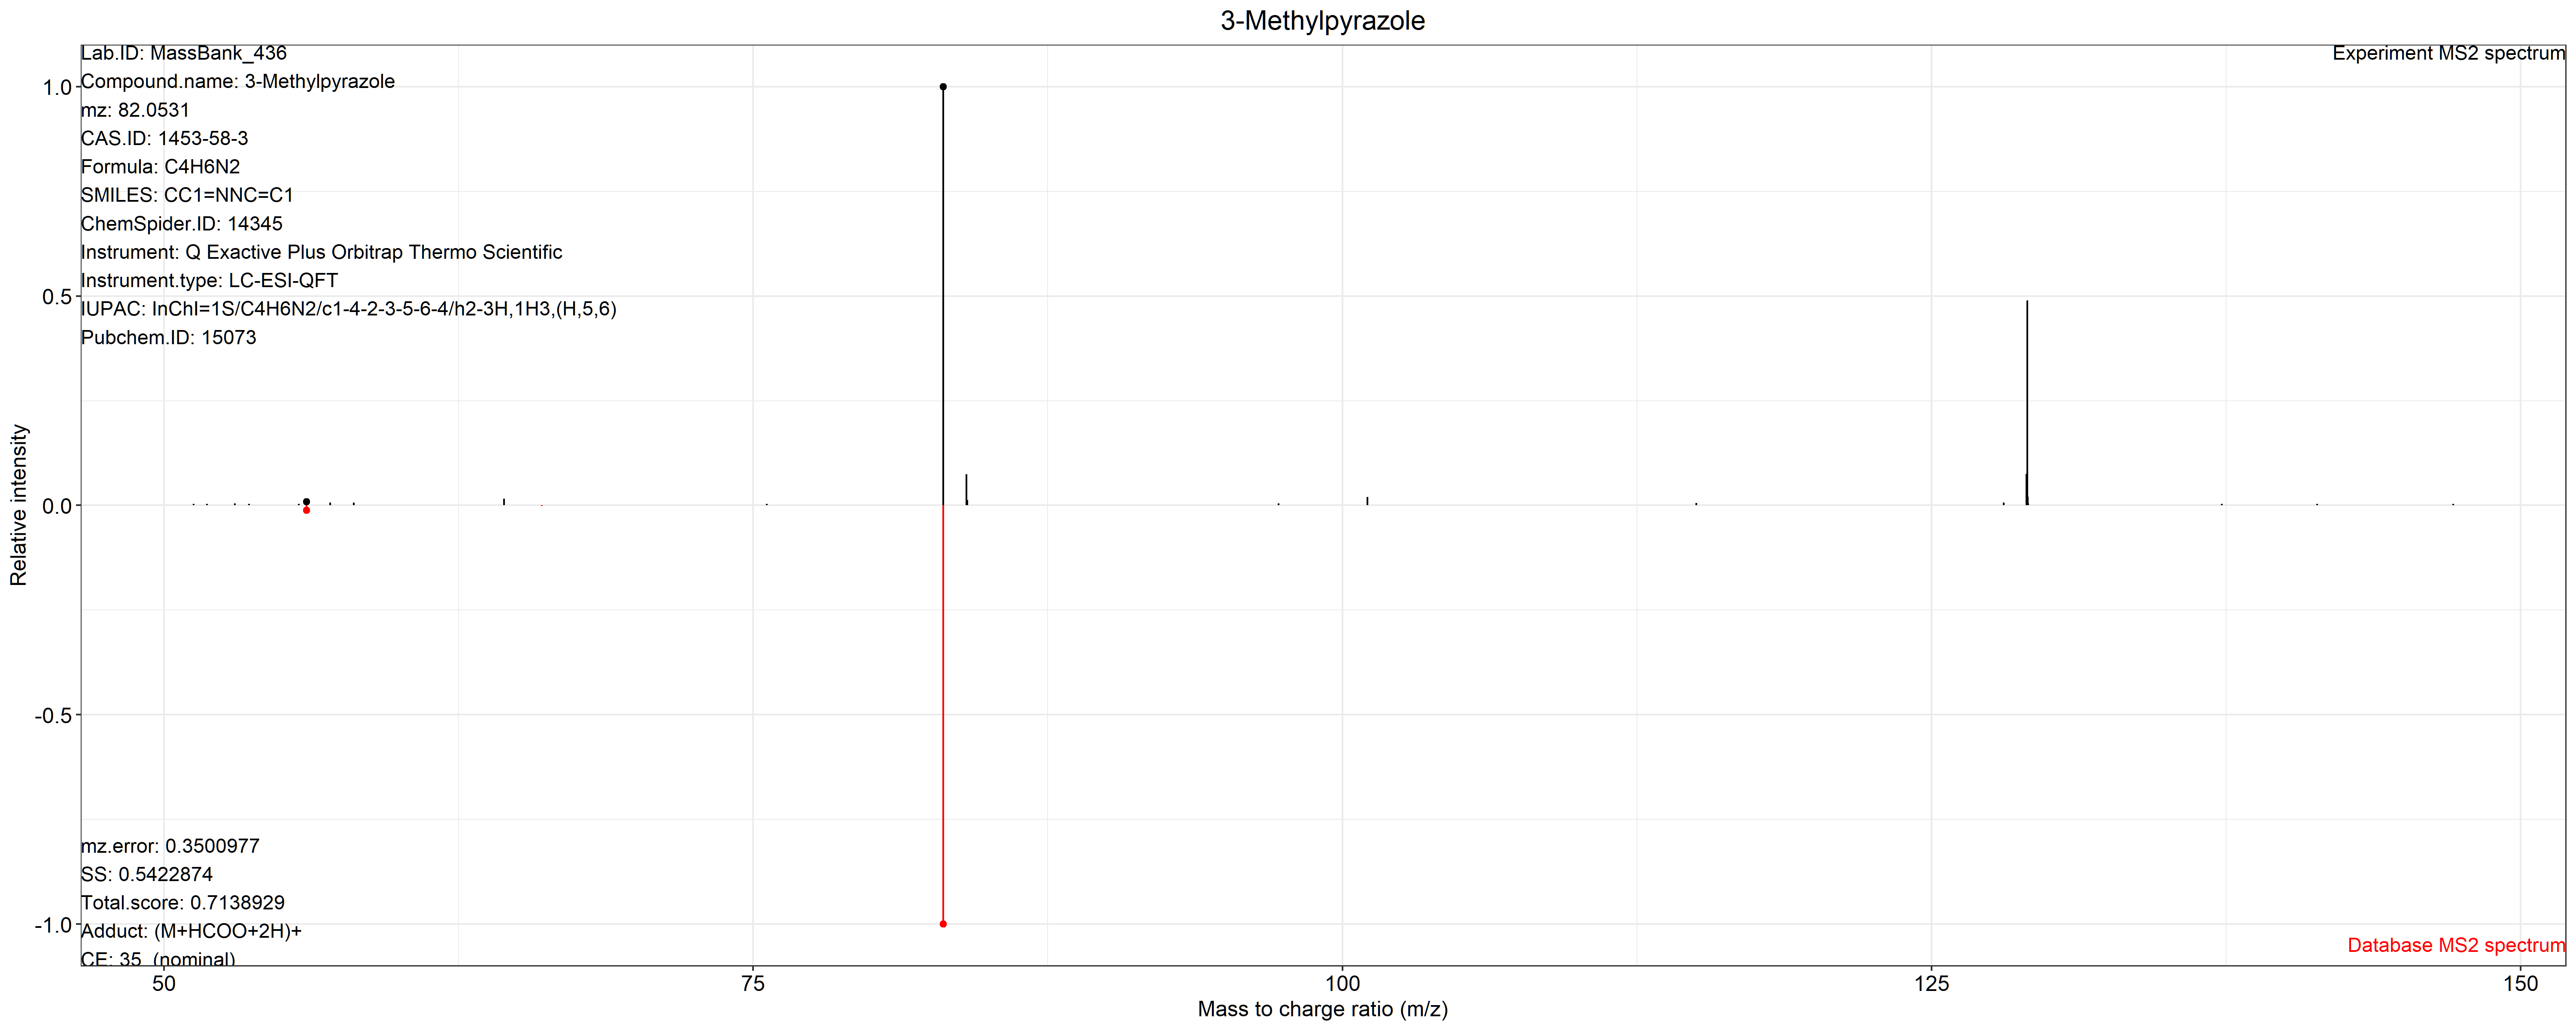 3-Methylpyrazole
Lab.ID: MassBank_436
Experiment MS2 spectrum
Compound.name: 3-Methylpyrazole
mz: 82.0531
CAS.ID: 1453-58-3
Formula: C4H6N2
SMILES: CC1=NNC=C1
ChemSpider.ID: 14345
Instrument: Q Exactive Plus Orbitrap Thermo Scientific
Instrument.type: LC-ESI-QFT
IUPAC: InChI=1S/C4H6N2/c1-4-2-3-5-6-4/h2-3H,1H3,(H,5,6)
Pubchem.ID: 15073
1.0
0.5
0.0
-0.5
-1.0
Relative intensity
mz.error: 0.3500977
SS: 0.5422874
Total.score: 0.7138929
Adduct: (M+HCOO+2H)+
CE: 35  (nominal)
Database MS2 spectrum
50 75 100 125 150
Mass to charge ratio (m/z)